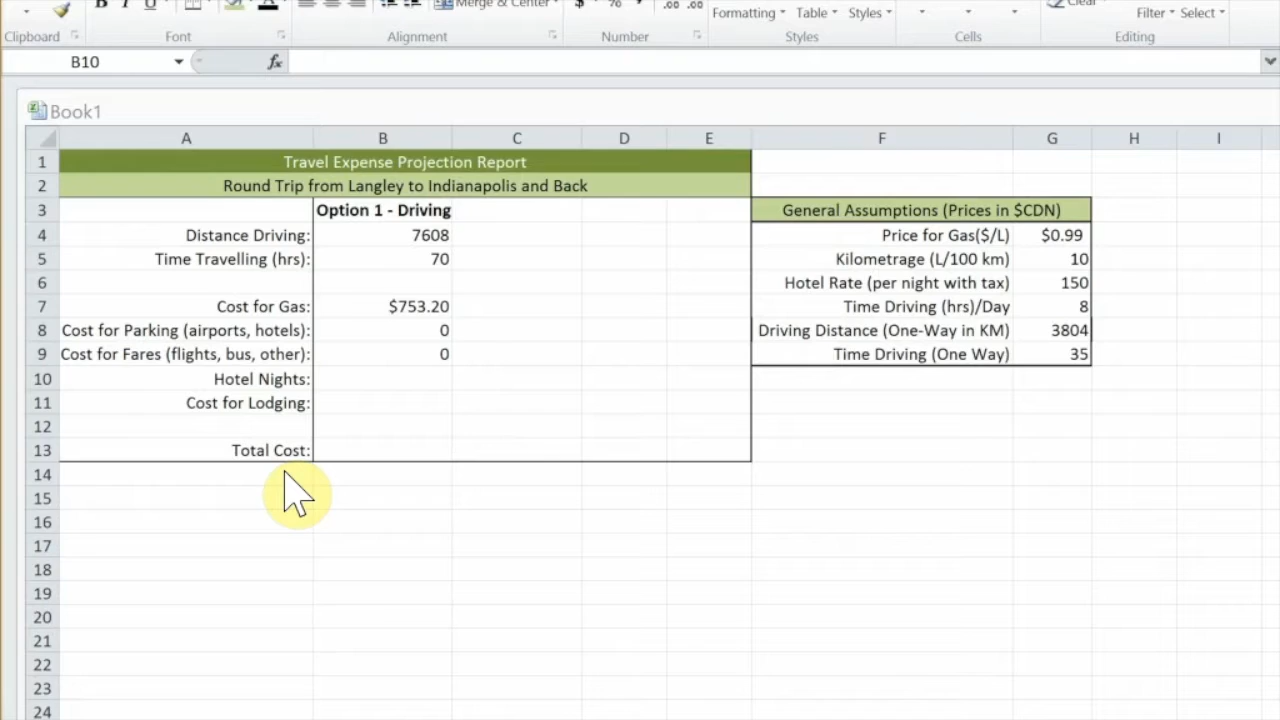 B I U Merge & Center $ % , .00 .00 Clear
Formatting Table Styles Filter Select
Clipboard Font Alignment Number Styles Cells Editing
B10 fx
Book1
A B C D E F G H I
1 Travel Expense Projection Report
2 Round Trip from Langley to Indianapolis and Back
3 Option 1 - Driving General Assumptions (Prices in $CDN)
4 Distance Driving: 7608 Price for Gas($/L) $0.99
5 Time Travelling (hrs): 70 Kilometrage (L/100 km) 10
6 Hotel Rate (per night with tax) 150
7 Cost for Gas: $753.20 Time Driving (hrs)/Day 8
8 Cost for Parking (airports, hotels): 0 Driving Distance (One-Way in KM) 3804
9 Cost for Fares (flights, bus, other): 0 Time Driving (One Way) 35
10 Hotel Nights:
11 Cost for Lodging:
12
13 Total Cost:
14
15
16
17
18
19
20
21
22
23
24